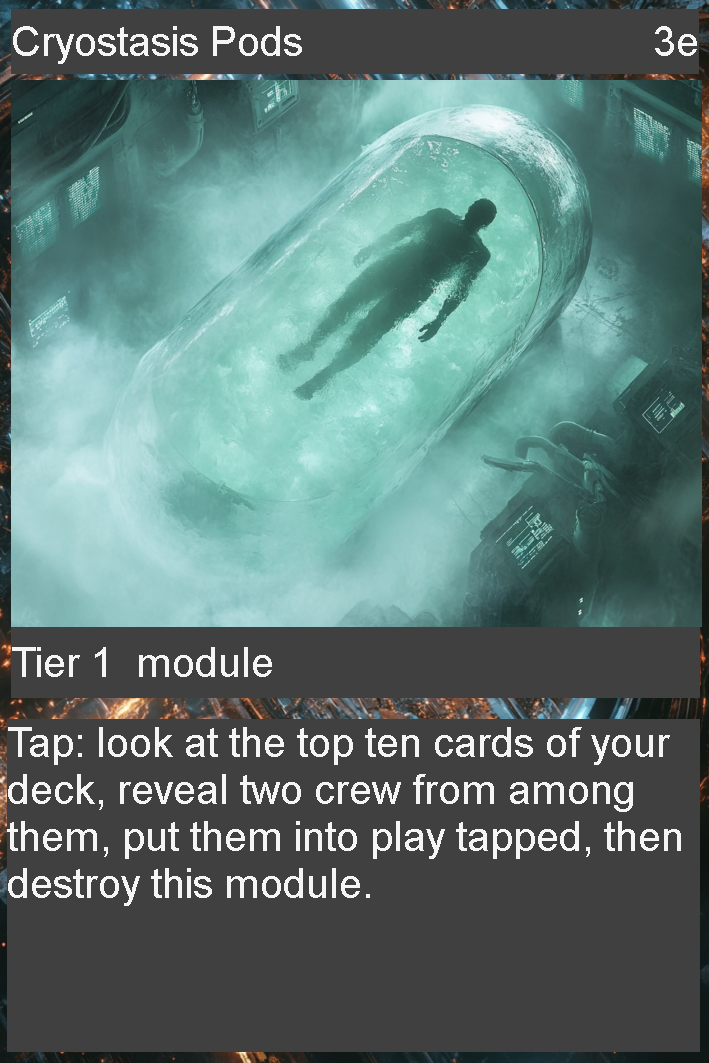 Cryostasis Pods 3e
Tier 1  module
Tap: look at the top ten cards of your
deck, reveal two crew from among
them, put them into play tapped, then
destroy this module.